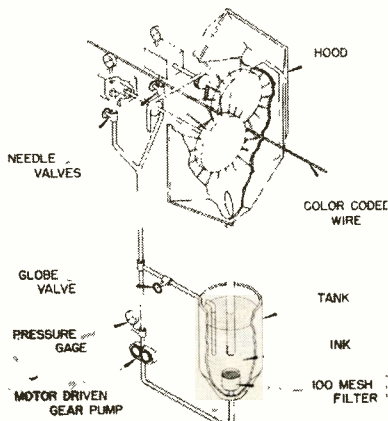 HOOD
NEEDLE
VALVES
COLOR CODED
WIRE
GLOBE
VALVE
TANK
PRESSURE
GAGE
INK
MOTOR DRIVEN
GEAR PUMP
100 MESH
FILTER